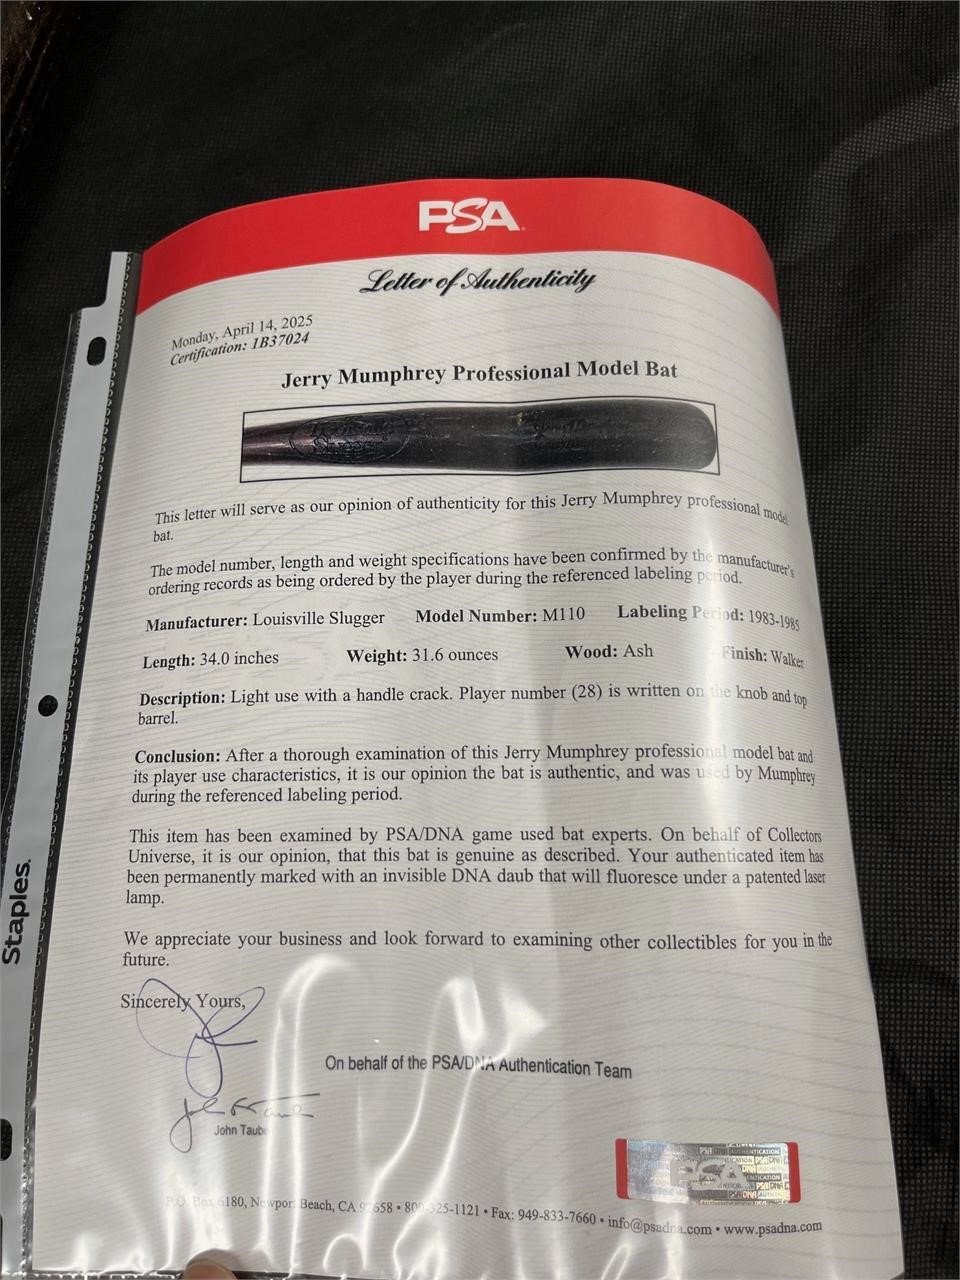 PSA
Letter of Authenticity
Monday, April 14, 2025
Certification: 1B37024
Jerry Mumphrey Professional Model Bat
Louisville
Slugger
This letter will serve as our opinion of authenticity for this Jerry Mumphrey professional model
bat.
The model number, length and weight specifications have been confirmed by the manufacturer's
ordering records as being ordered by the player during the referenced labeling period.
Manufacturer: Louisville Slugger Model Number: M110 Labeling Period: 1983-1985
Length: 34.0 inches Weight: 31.6 ounces Wood: Ash Finish: Walker
Description: Light use with a handle crack. Player number (28) is written on the knob and top
barrel.
Conclusion: After a thorough examination of this Jerry Mumphrey professional model bat and
its player use characteristics, it is our opinion the bat is authentic, and was used by Mumphrey
during the referenced labeling period.
This item has been examined by PSA/DNA game used bat experts. On behalf of Collectors
Universe, it is our opinion, that this bat is genuine as described. Your authenticated item has
been permanently marked with an invisible DNA daub that will fluoresce under a patented laser
lamp.
We appreciate your business and look forward to examining other collectibles for you in the
future.
Sincerely Yours,
On behalf of the PSA/DNA Authentication Team
John Taube
P.O. Box 6180, Newport Beach, CA 92658 • 800-325-1121 • Fax: 949-833-7660 • info@psadna.com • www.psadna.com
PSA
Staples.